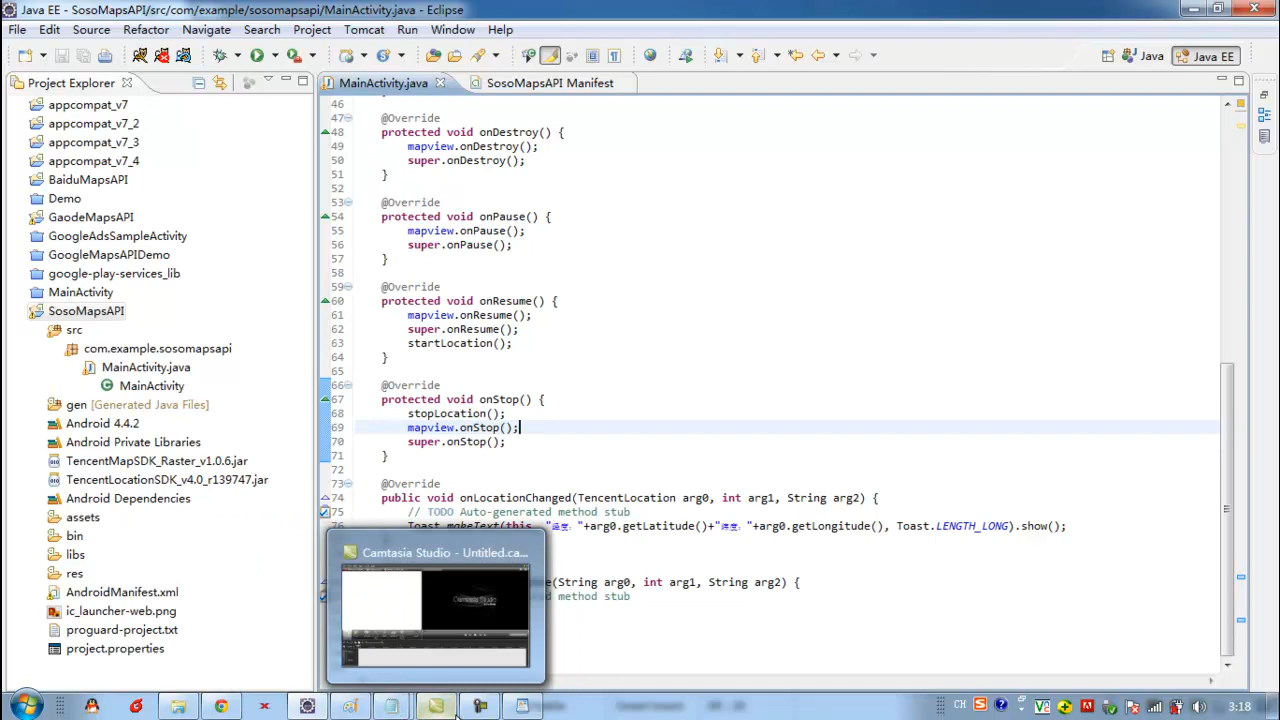 Java EE - SosoMapsAPI/src/com/example/sosomapsapi/MainActivity.java - Eclipse
File Edit Source Refactor Navigate Search Project Tomcat Run Window Help
Java Java EE
Project Explorer
MainActivity.java SosoMapsAPI Manifest
appcompat_v7
appcompat_v7_2
appcompat_v7_3
appcompat_v7_4
BaiduMapsAPI
Demo
GaodeMapsAPI
GoogleAdsSampleActivity
GoogleMapsAPIDemo
google-play-services_lib
MainActivity
SosoMapsAPI
src
com.example.sosomapsapi
MainActivity.java
MainActivity
gen [Generated Java Files]
Android 4.4.2
Android Private Libraries
TencentMapSDK_Raster_v1.0.6.jar
TencentLocationSDK_v4.0_r139747.jar
Android Dependencies
assets
bin
libs
res
AndroidManifest.xml
ic_launcher-web.png
proguard-project.txt
project.properties
46
47 @Override
48 protected void onDestroy() {
49 mapview.onDestroy();
50 super.onDestroy();
51 }
52
53 @Override
54 protected void onPause() {
55 mapview.onPause();
56 super.onPause();
57 }
58
59 @Override
60 protected void onResume() {
61 mapview.onResume();
62 super.onResume();
63 startLocation();
64 }
65
66 @Override
67 protected void onStop() {
68 stopLocation();
69 mapview.onStop();
70 super.onStop();
71 }
72
73 @Override
74 public void onLocationChanged(TencentLocation arg0, int arg1, String arg2) {
75 // TODO Auto-generated method stub
76 Toast.makeText(this, "+arg0.getLatitude()+" "+arg0.getLongitude(), Toast.LENGTH_LONG).show();
(String arg0, int arg1, String arg2) {
method stub
Camtasia Studio - Untitled.ca...
Camtasia Studio
CH
3:18